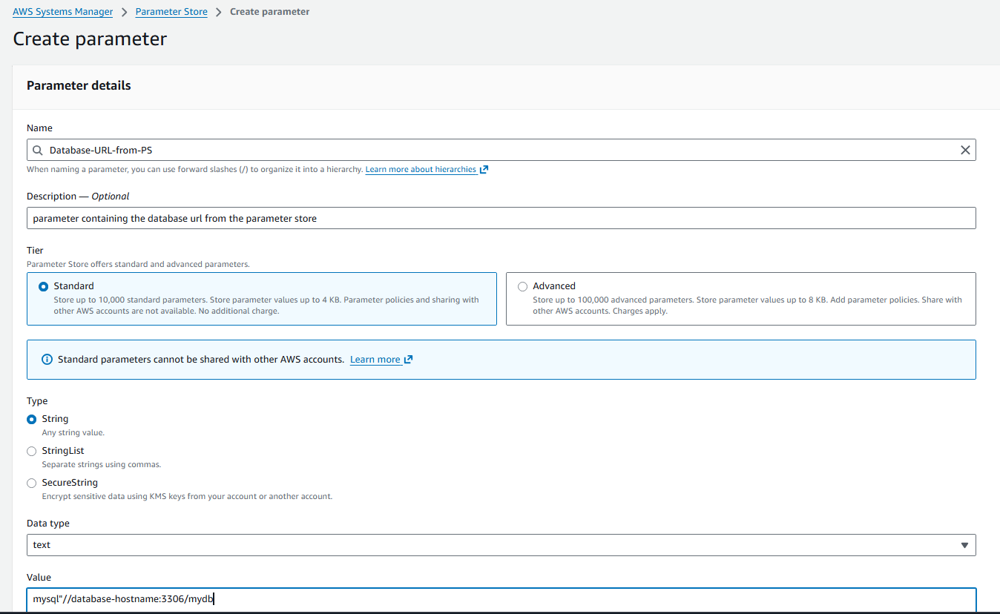 AWS Systems Manager > Parameter Store > Create parameter
Create parameter
Parameter details
Name
Database-URL-from-PS
When naming a parameter, you can use forward slashes (/) to organize it into a hierarchy. Learn more about hierarchies
Description — Optional
parameter containing the database url from the parameter store
Tier
Parameter Store offers standard and advanced parameters.
Standard
Store up to 10,000 standard parameters. Store parameter values up to 4 KB. Parameter policies and sharing with
other AWS accounts are not available. No additional charge.
Advanced
Store up to 100,000 advanced parameters. Store parameter values up to 8 KB. Add parameter policies. Share with
other AWS accounts. Charges apply.
Standard parameters cannot be shared with other AWS accounts. Learn more
Type
String
Any string value.
StringList
Separate strings using commas.
SecureString
Encrypt sensitive data using KMS keys from your account or another account.
Data type
text
Value
mysql"//database-hostname:3306/mydb